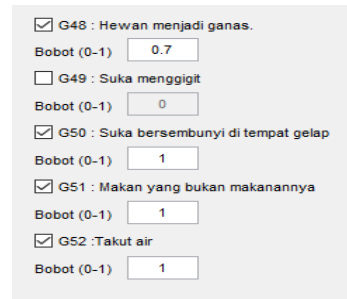 G48 : Hewan menjadi ganas.
Bobot (0-1) 0.7
G49 : Suka menggigit
Bobot (0-1) 0
G50 : Suka bersembunyi di tempat gelap
Bobot (0-1) 1
G51 : Makan yang bukan makanannya
Bobot (0-1) 1
G52 :Takut air
Bobot (0-1) 1